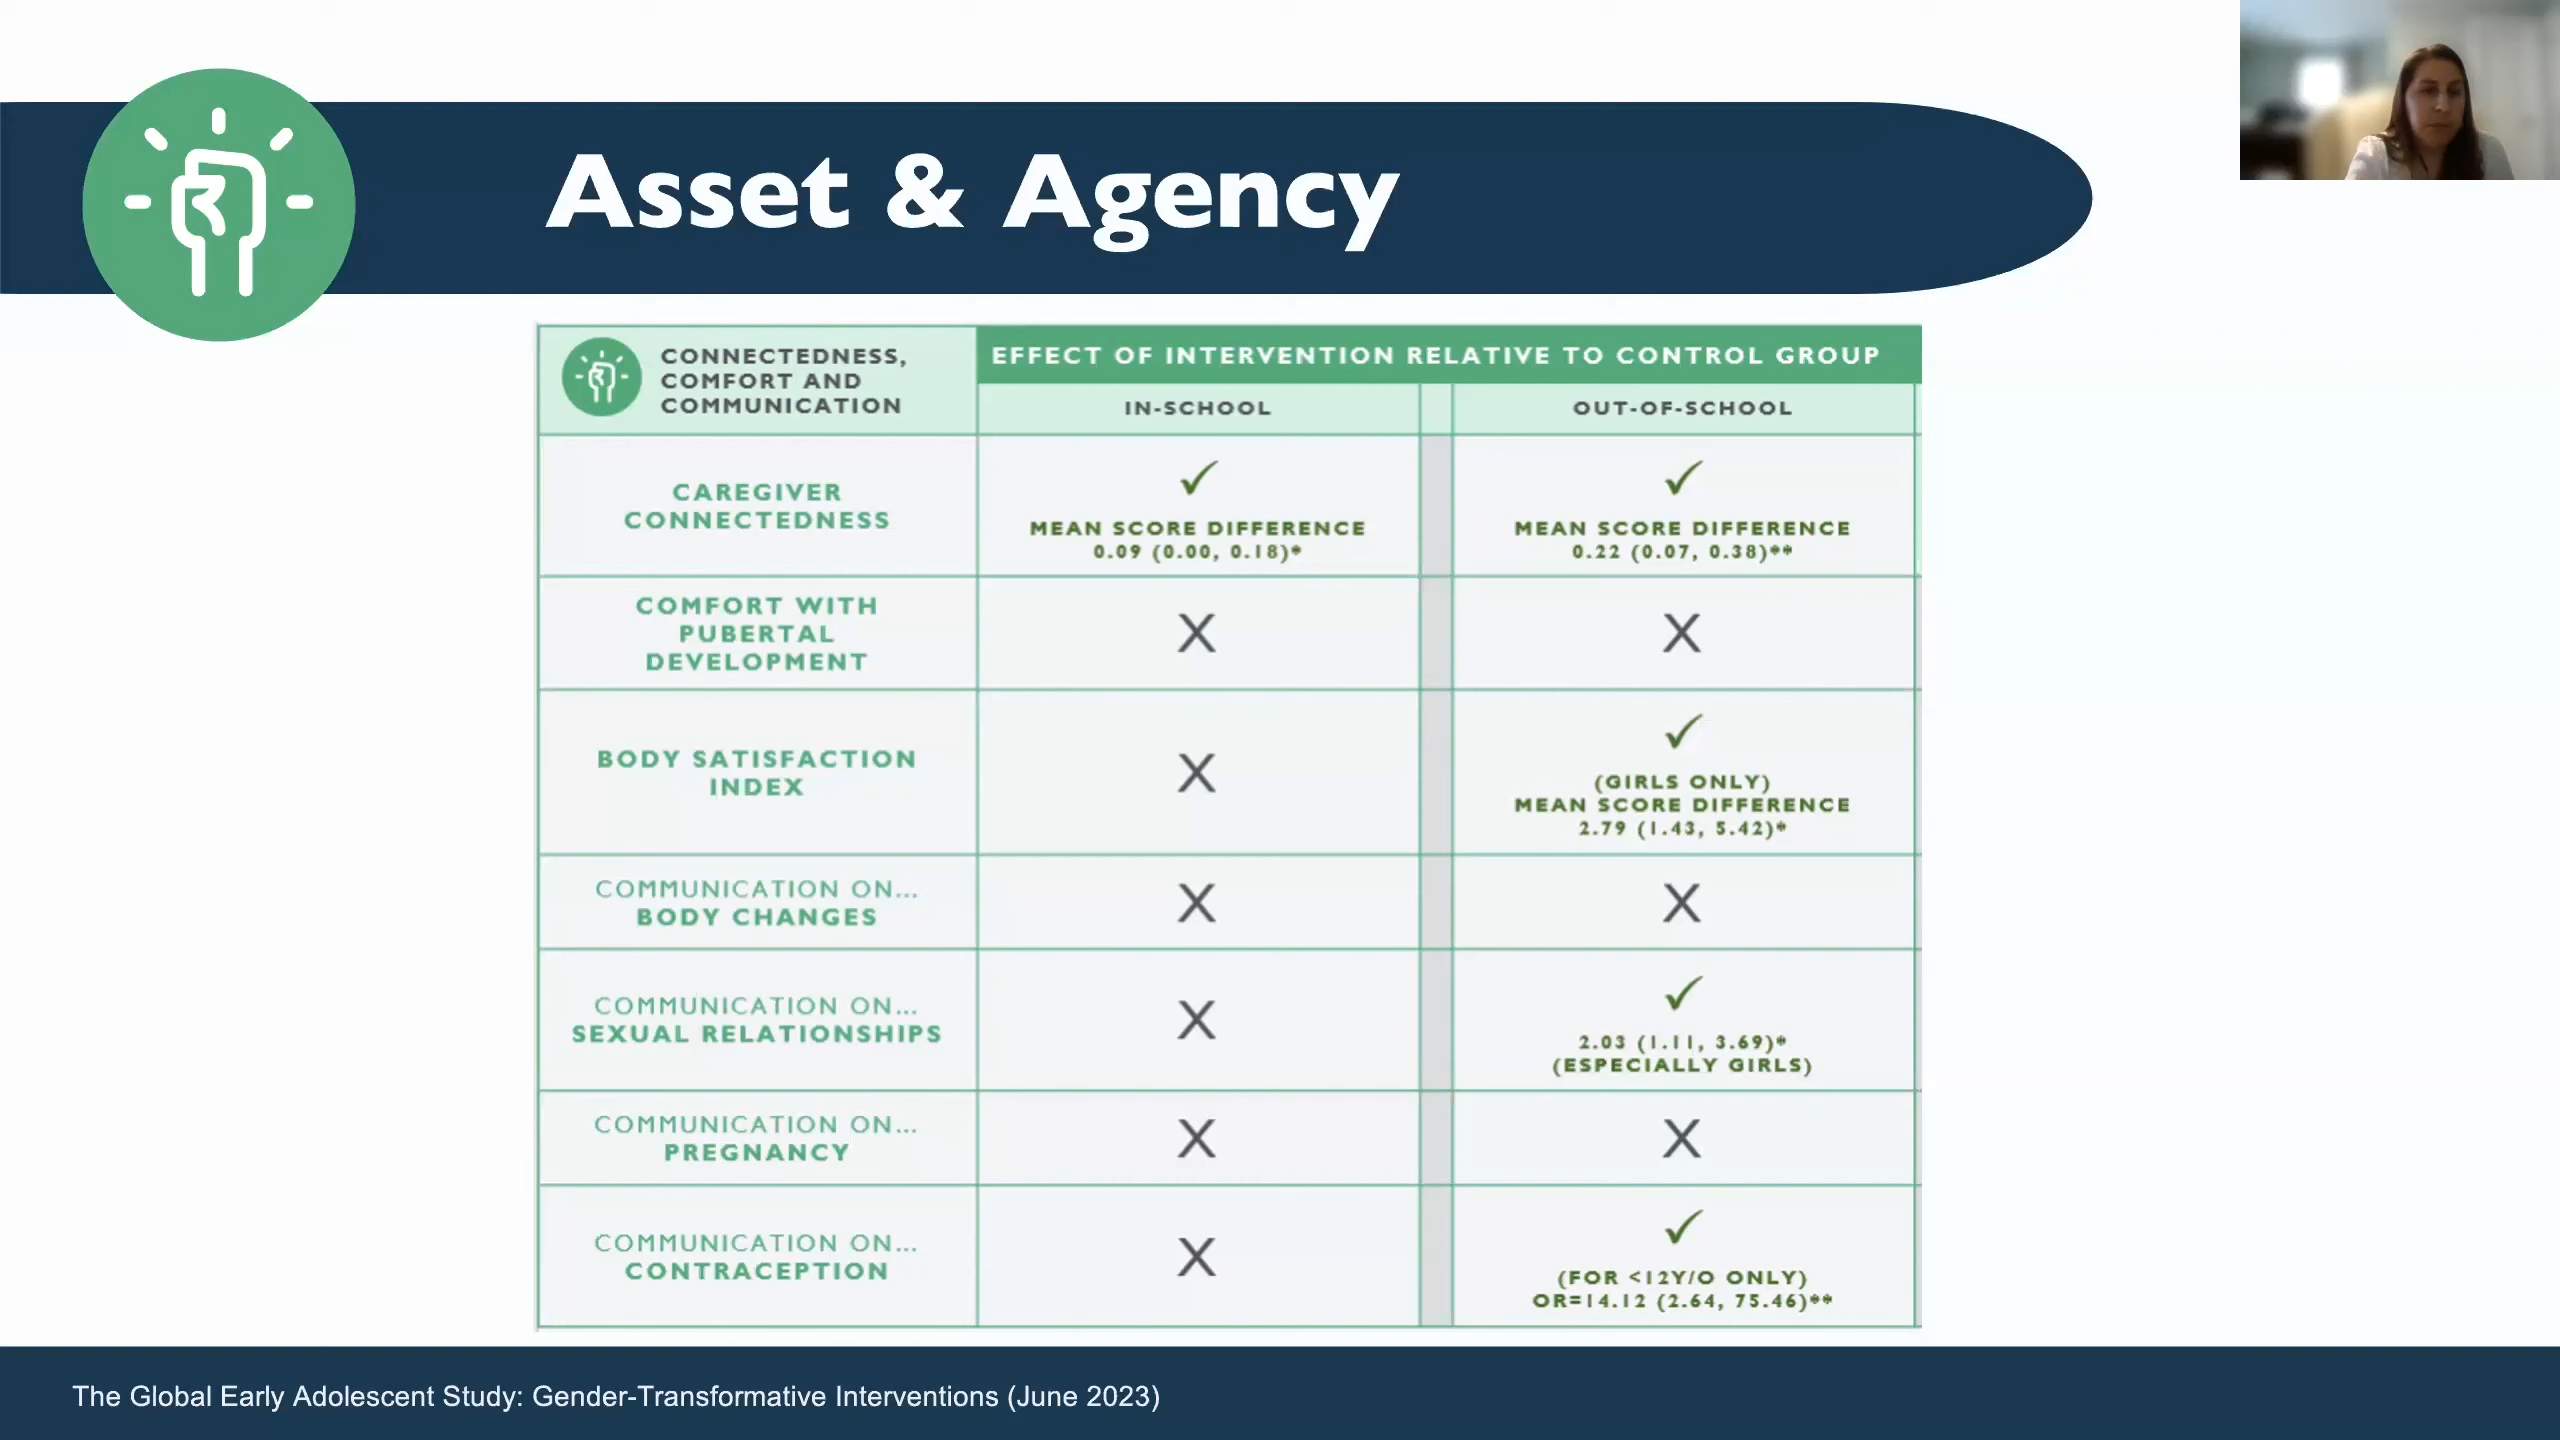 Asset & Agency
CONNECTEDNESS,
COMFORT AND
COMMUNICATION
EFFECT OF INTERVENTION RELATIVE TO CONTROL GROUP
IN-SCHOOL
OUT-OF-SCHOOL
CAREGIVER
CONNECTEDNESS
✓
MEAN SCORE DIFFERENCE
0.09 (0.00, 0.18)*
✓
MEAN SCORE DIFFERENCE
0.22 (0.07, 0.38)**
COMFORT WITH
PUBERTAL
DEVELOPMENT
X
X
BODY SATISFACTION
INDEX
X
✓
(GIRLS ONLY)
MEAN SCORE DIFFERENCE
2.79 (1.43, 5.42)*
COMMUNICATION ON...
BODY CHANGES
X
X
COMMUNICATION ON...
SEXUAL RELATIONSHIPS
X
✓
2.03 (1.11, 3.69)*
(ESPECIALLY GIRLS)
COMMUNICATION ON...
PREGNANCY
X
X
COMMUNICATION ON...
CONTRACEPTION
X
✓
(FOR <12Y/O ONLY)
OR=14.12 (2.64, 75.46)**
The Global Early Adolescent Study: Gender-Transformative Interventions (June 2023)